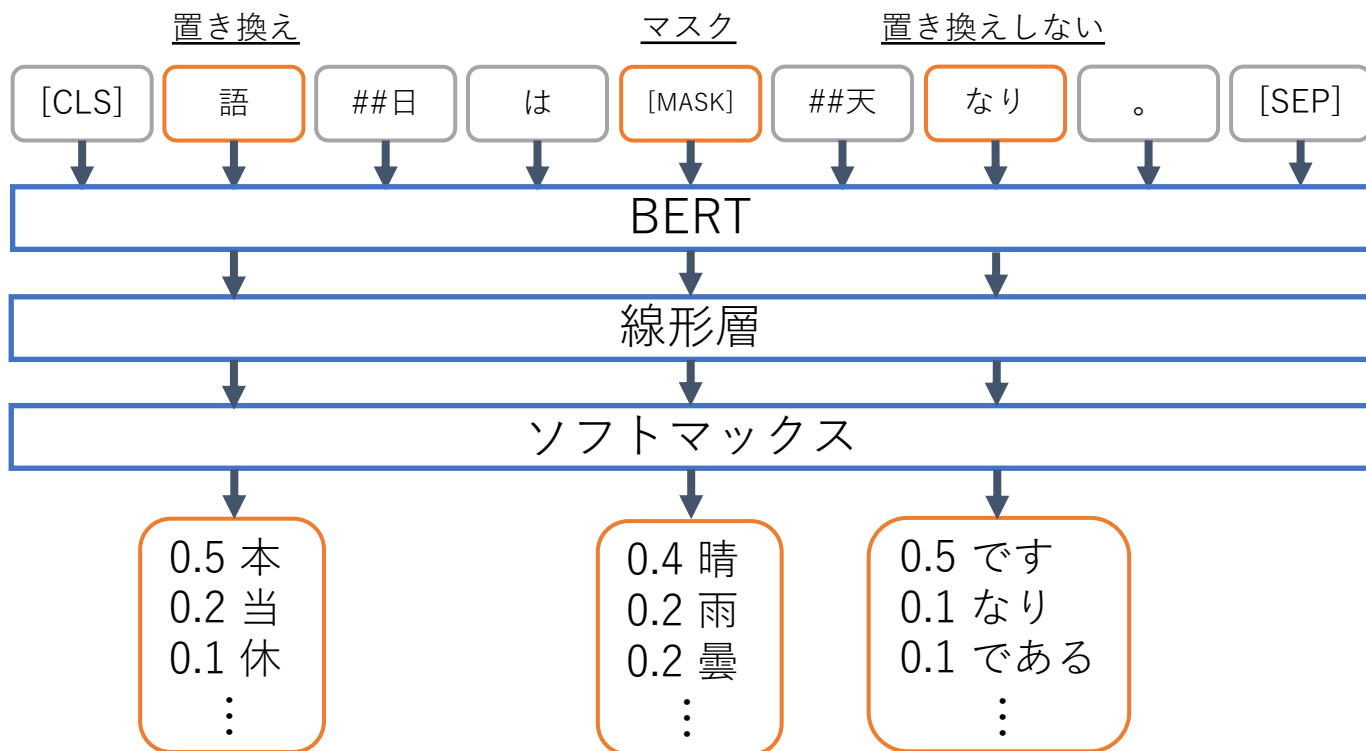 置き換え マスク 置き換えしない
[CLS] 語 ##日 は [MASK] ##天 なり 。 [SEP]
BERT
線形層
ソフトマックス
0.5 本
0.2 当
0.1 休
⋮
0.4 晴
0.2 雨
0.2 曇
⋮
0.5 です
0.1 なり
0.1 である
⋮